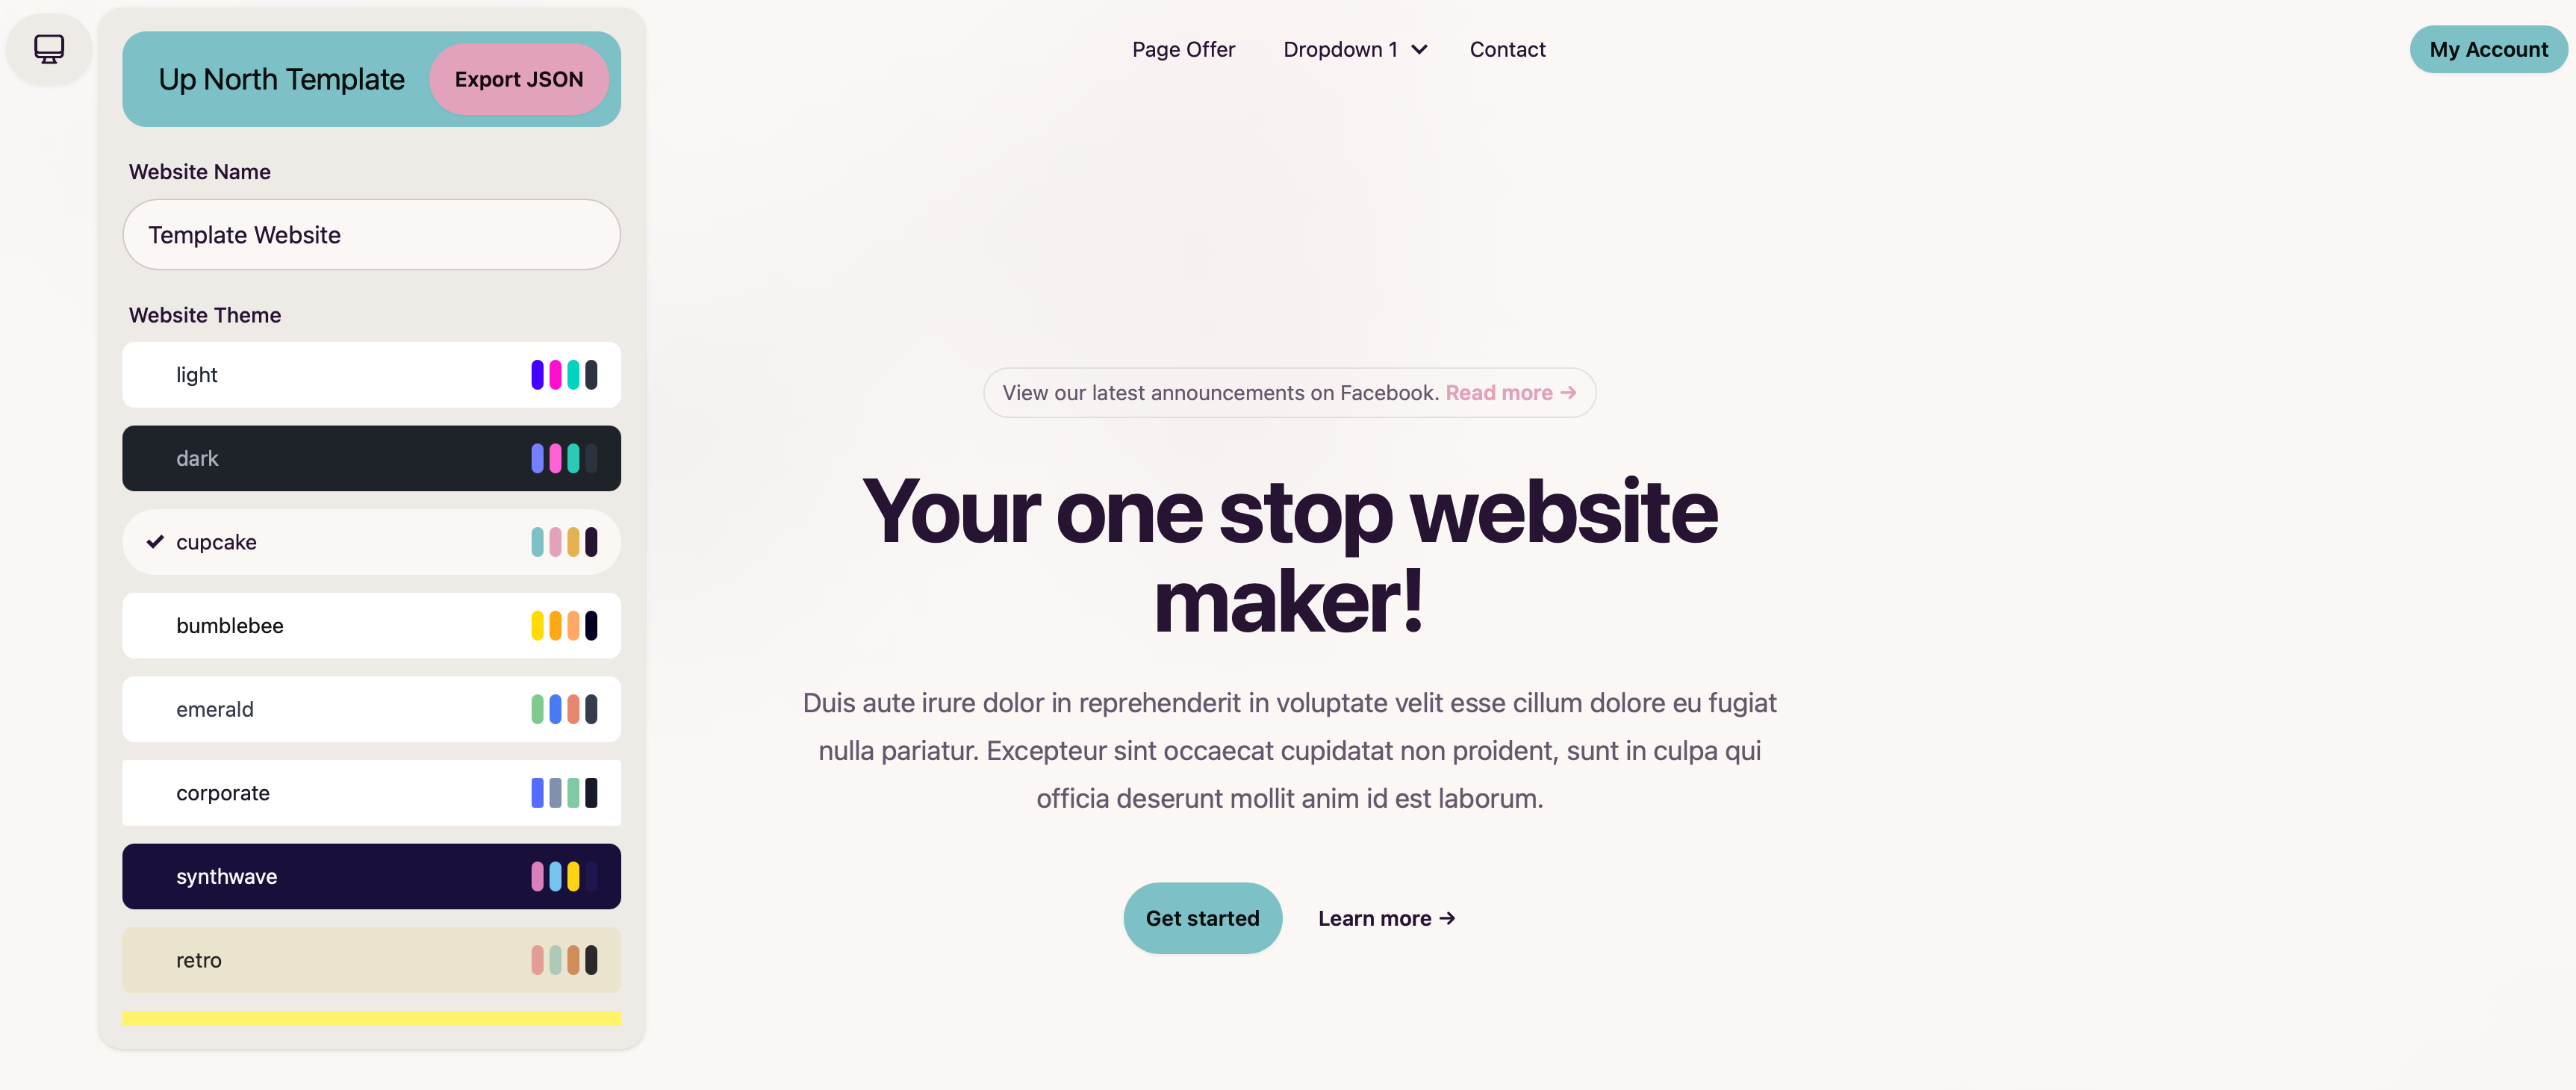 Up North Template
Export JSON
Website Name
Template Website
Website Theme
light
dark
cupcake
bumblebee
emerald
corporate
synthwave
retro
Page Offer
Dropdown 1
Contact
My Account
View our latest announcements on Facebook. Read more →
Your one stop website
maker!
Duis aute irure dolor in reprehenderit in voluptate velit esse cillum dolore eu fugiat
nulla pariatur. Excepteur sint occaecat cupidatat non proident, sunt in culpa qui
officia deserunt mollit anim id est laborum.
Get started
Learn more →